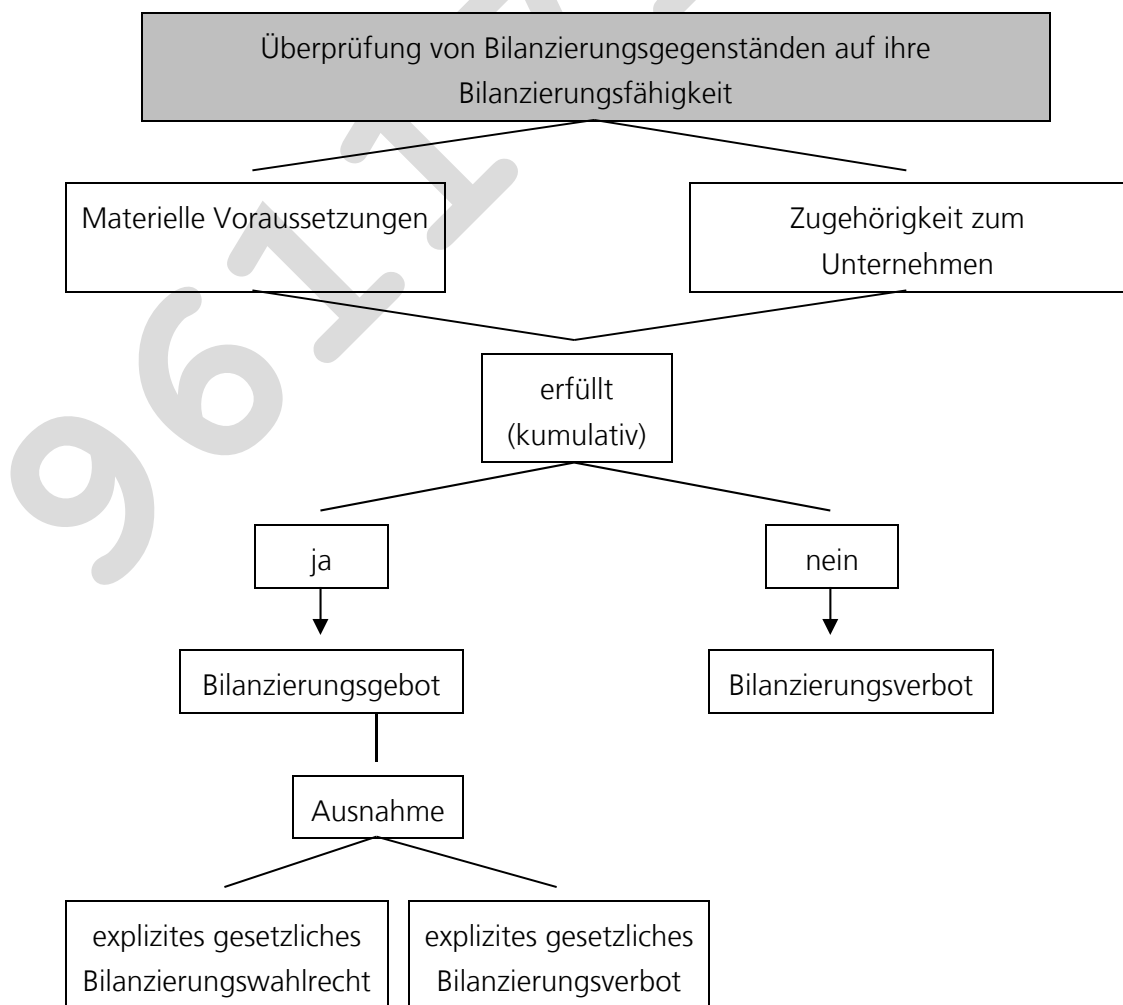 Überprüfung von Bilanzierungsgegenständen auf ihre
Bilanzierungsfähigkeit
Materielle Voraussetzungen
Zugehörigkeit zum
Unternehmen
erfüllt
(kumulativ)
ja
nein
Bilanzierungsgebot
Bilanzierungsverbot
Ausnahme
explizites gesetzliches
Bilanzierungswahlrecht
explizites gesetzliches
Bilanzierungsverbot
9611